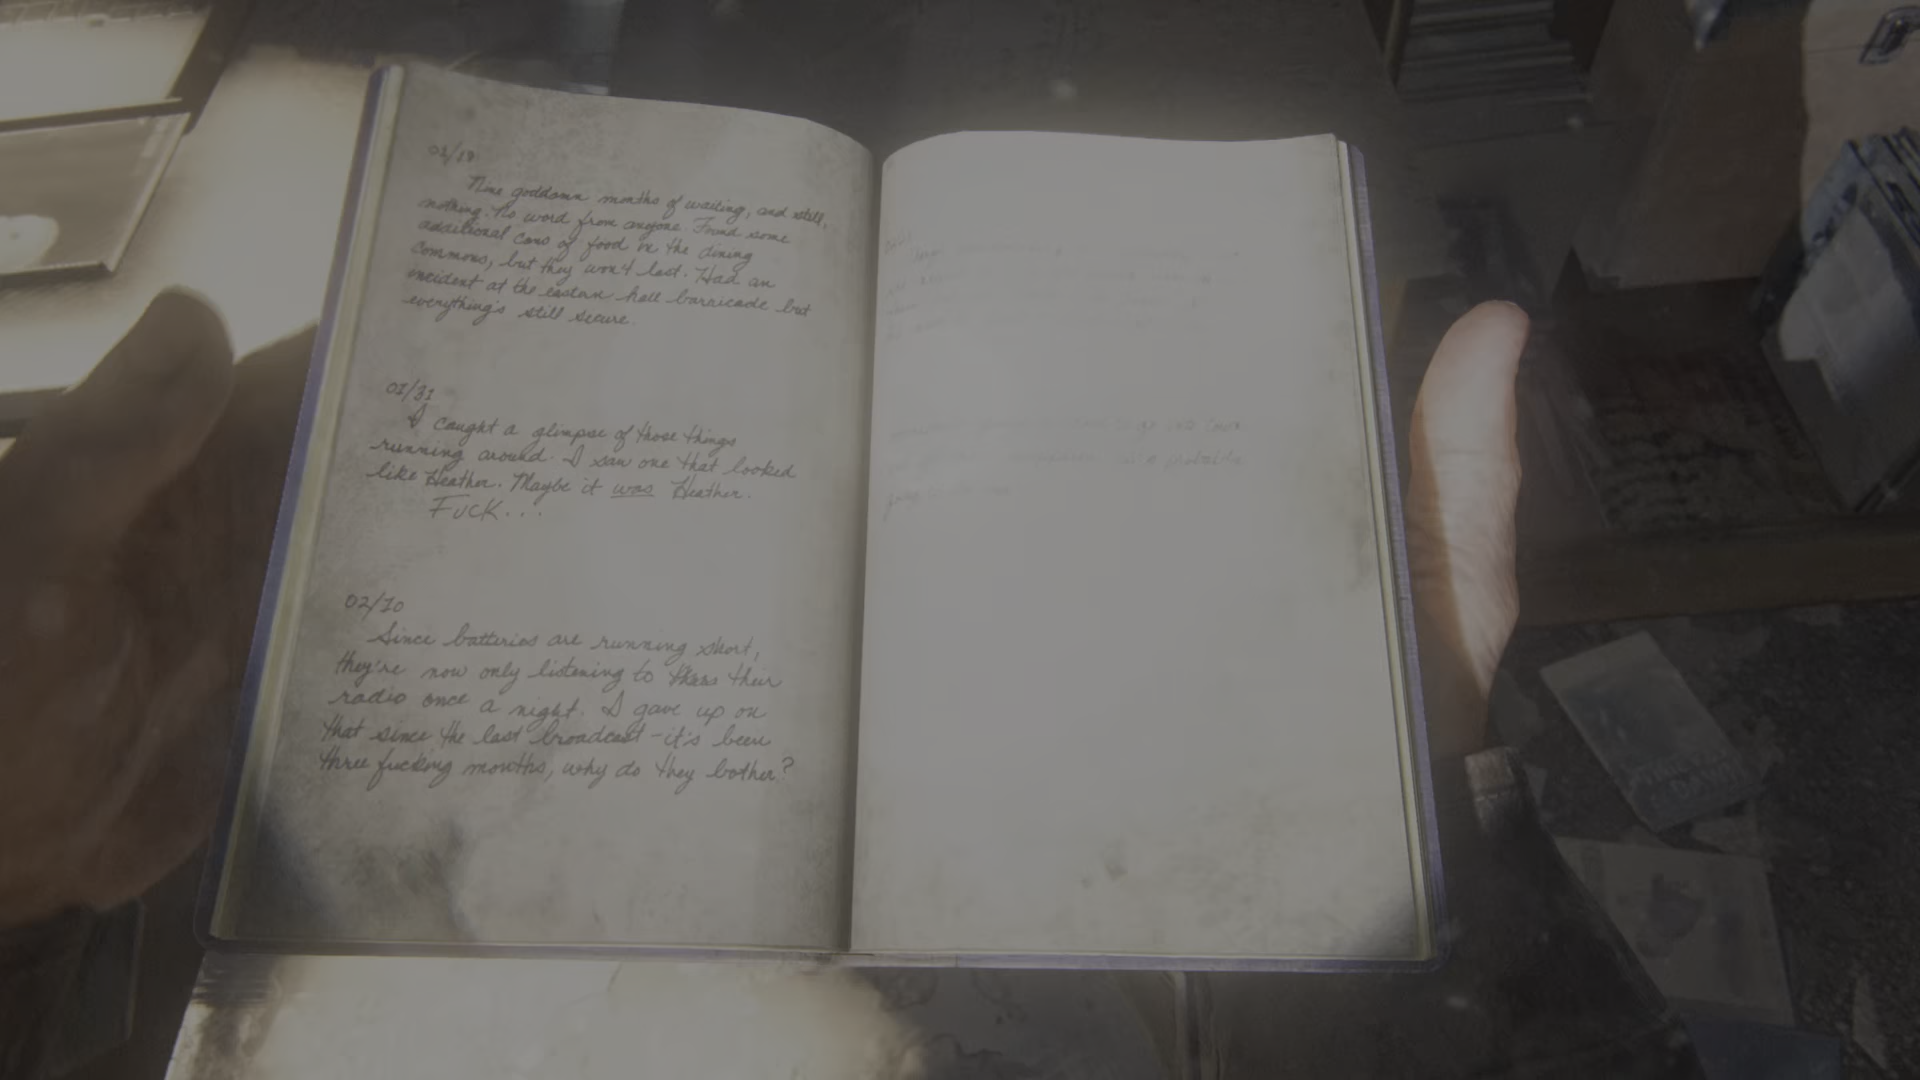 01/18
Nine goddamn months of waiting, and still,
nothing. No word from anyone. Found some
additional cans of food in the dining
commons, but they won't last. Had an
incident at the eastern hall barricade but
everything's still secure.
01/31
I caught a glimpse of those things
running around. I saw one that looked
like Heather. Maybe it was Heather.
FUCK...
02/10
Since batteries are running short,
they're now only listening to their
radio once a night. I gave up on
that since the last broadcast - it's been
three fucking months, why do they bother?